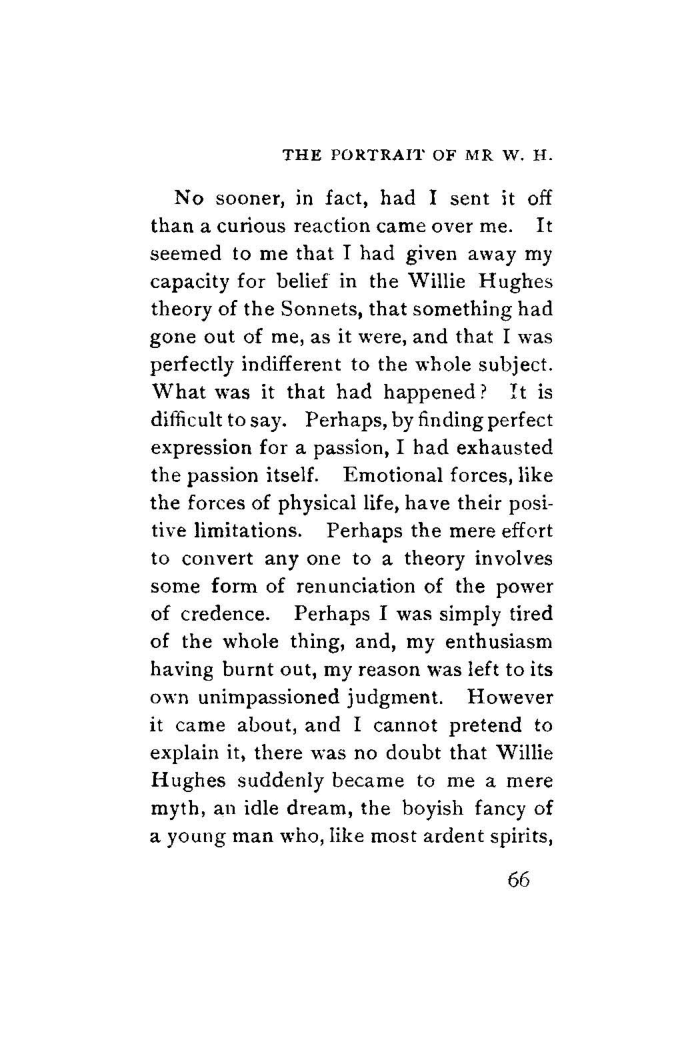 THE PORTRAIT OF MR W. H.
No sooner, in fact, had I sent it off
than a curious reaction came over me. It
seemed to me that I had given away my
capacity for belief in the Willie Hughes
theory of the Sonnets, that something had
gone out of me, as it were, and that I was
perfectly indifferent to the whole subject.
What was it that had happened? It is
difficult to say. Perhaps, by finding perfect
expression for a passion, I had exhausted
the passion itself. Emotional forces, like
the forces of physical life, have their posi-
tive limitations. Perhaps the mere effort
to convert any one to a theory involves
some form of renunciation of the power
of credence. Perhaps I was simply tired
of the whole thing, and, my enthusiasm
having burnt out, my reason was left to its
own unimpassioned judgment. However
it came about, and I cannot pretend to
explain it, there was no doubt that Willie
Hughes suddenly became to me a mere
myth, an idle dream, the boyish fancy of
a young man who, like most ardent spirits,
66